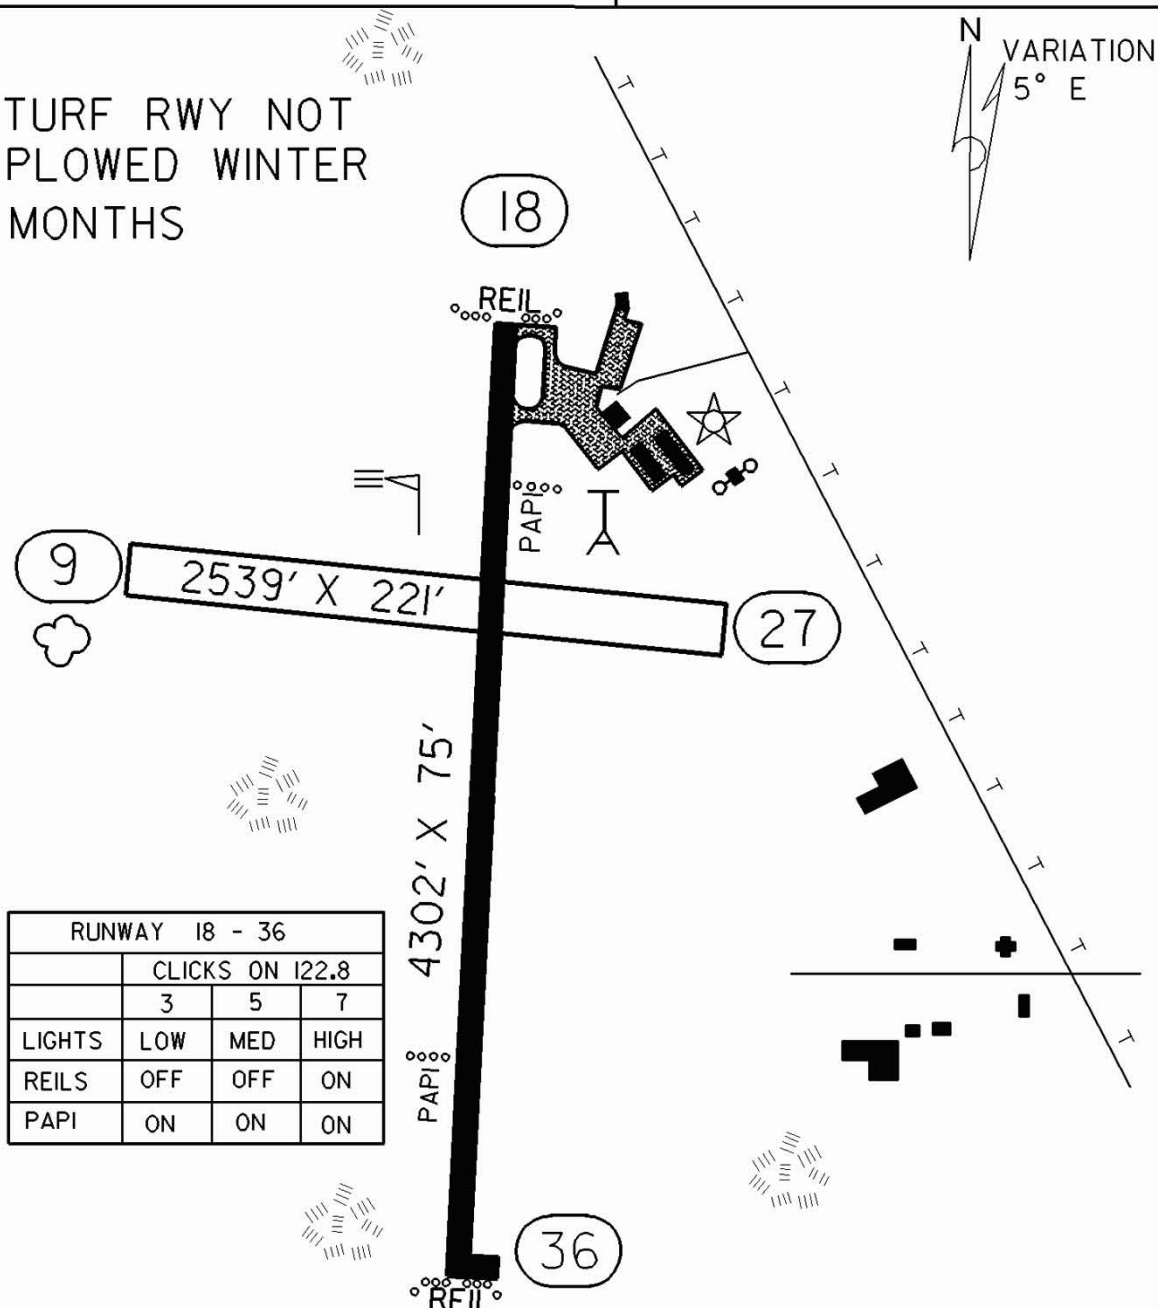 N
VARIATION
5° E
TURF RWY NOT
PLOWED WINTER
MONTHS
18
REIL
PAPI
9
2539' X 221'
27
4302' X 75'
RUNWAY 18 - 36
CLICKS ON 122.8
3 5 7
LIGHTS LOW MED HIGH
REILS OFF OFF ON
PAPI ON ON ON
PAPI
36
REIL
T
T
T
T
T
T
T
T
T
T
T
T
T